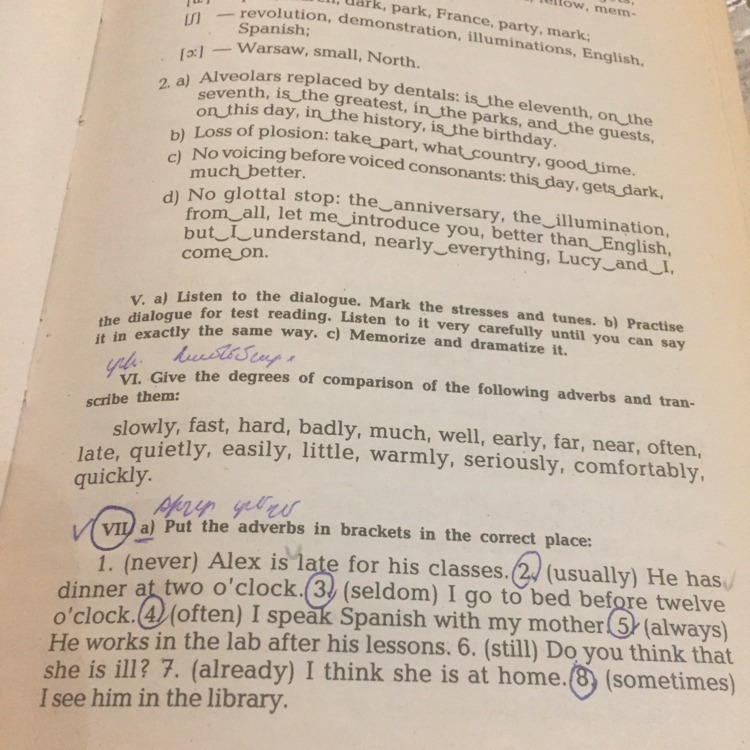 dark, park, France, party, mark;
[ʃ] — revolution, demonstration, illuminations, English,
Spanish;
[ɔ:] — Warsaw, small, North.
2. a) Alveolars replaced by dentals: is‿the eleventh, on‿the
seventh, is‿the greatest, in‿the parks, and‿the guests,
on‿this day, in‿the history, is‿the birthday.
b) Loss of plosion: take‿part, what‿country, good‿time.
c) No voicing before voiced consonants: this‿day, gets‿dark,
much‿better.
d) No glottal stop: the‿anniversary, the‿illumination,
from‿all, let me‿introduce you, better than‿English,
but‿I‿understand, nearly‿everything, Lucy‿and‿I,
come‿on.
V. a) Listen to the dialogue. Mark the stresses and tunes. b) Practise
the dialogue for test reading. Listen to it very carefully until you can say
it in exactly the same way. c) Memorize and dramatize it.
VI. Give the degrees of comparison of the following adverbs and tran-
scribe them:
slowly, fast, hard, badly, much, well, early, far, near, often,
late, quietly, easily, little, warmly, seriously, comfortably,
quickly.
VII. a) Put the adverbs in brackets in the correct place:
1. (never) Alex is late for his classes. 2. (usually) He has
dinner at two o'clock. 3. (seldom) I go to bed before twelve
o'clock. 4. (often) I speak Spanish with my mother. 5. (always)
He works in the lab after his lessons. 6. (still) Do you think that
she is ill? 7. (already) I think she is at home. 8. (sometimes)
I see him in the library.